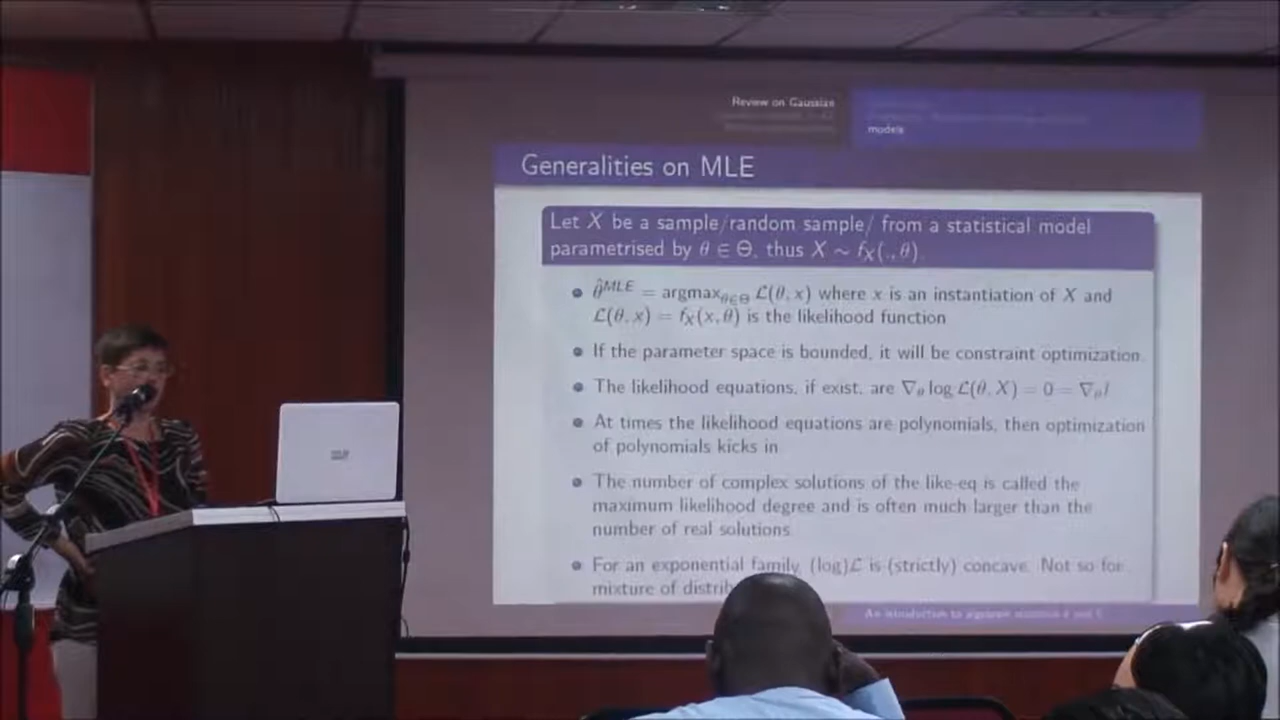 Review on Gaussian
models
Generalities on MLE
Let X be a sample/random sample/ from a statistical model
parametrised by θ ∈ Θ, thus X ∼ f_X(., θ).
θ̂^MLE = argmax_{θ∈Θ} ℒ(θ, x) where x is an instantiation of X and
ℒ(θ, x) = f_X(x, θ) is the likelihood function
If the parameter space is bounded, it will be constraint optimization.
The likelihood equations, if exist, are ∇_θ log ℒ(θ, X) = 0 = ∇_θ l
At times the likelihood equations are polynomials, then optimization
of polynomials kicks in
The number of complex solutions of the like-eq is called the
maximum likelihood degree and is often much larger than the
number of real solutions
For an exponential family, (log)ℒ is (strictly) concave. Not so for
mixture of
An introduction to algebraic statistics